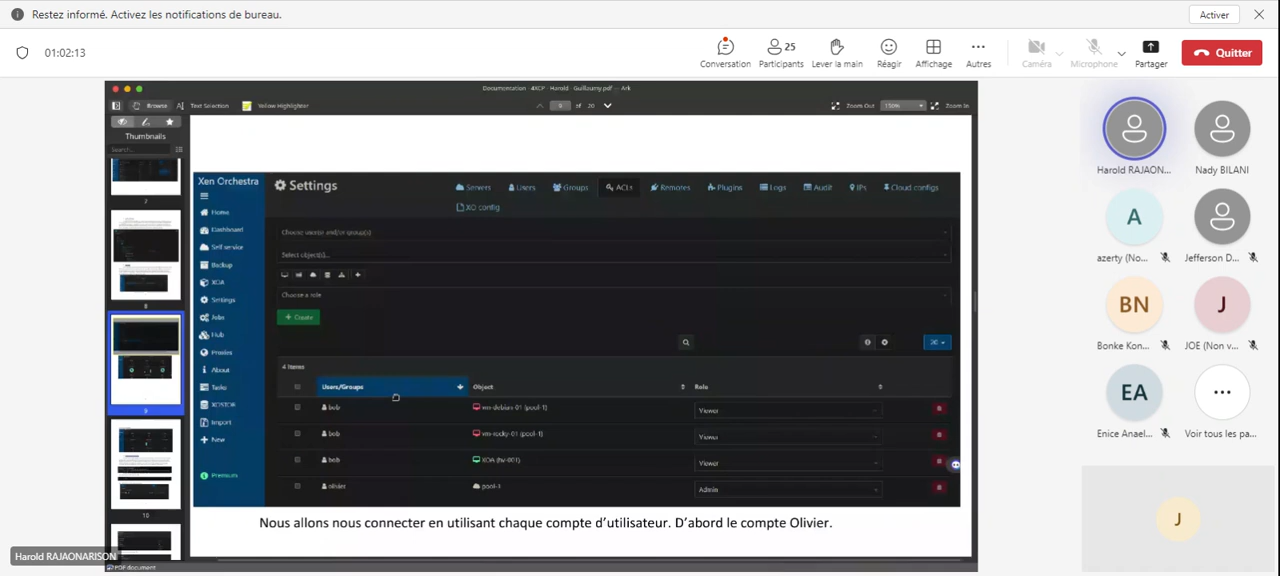 Restez informé. Activez les notifications de bureau.
Activer
01:02:13
25
Conversation Participants Lever la main Réagir Affichage Autres Caméra Microphone Partager
Quitter
Documentation - 4XCP - Harold - Guillaumy.pdf — Ark
Browse Text Selection Yellow Highlighter
9 of 20
Zoom Out 138% Zoom In
Thumbnails
Search...
7
8
9
10
Xen Orchestra
Home
Dashboard
Self service
Backup
XOA
Settings
Jobs
Hub
Proxies
About
Tasks
XOSTOR
Import
New
Premium
Settings
Servers Users Groups ACLs Remotes Plugins Logs Audit IPs Cloud configs
XO config
Choose user(s) and/or group(s)
Select object(s)...
Choose a role
+ Create
4 items
Users/Groups Object Role
bob vm-debian-01 (pool-1) Viewer
bob vm-rocky-01 (pool-1) Viewer
bob XOA Viewer
olivier pool-1 Admin
Nous allons nous connecter en utilisant chaque compte d'utilisateur. D'abord le compte Olivier.
PDF document
Harold RAJAONARISON
Harold RAJAON... Nady BILANI
A
azerty (No... Jefferson D...
BN J
Bonke Kon... JOE (Non v...
EA ...
Enice Anael... Voir tous les pa...
J